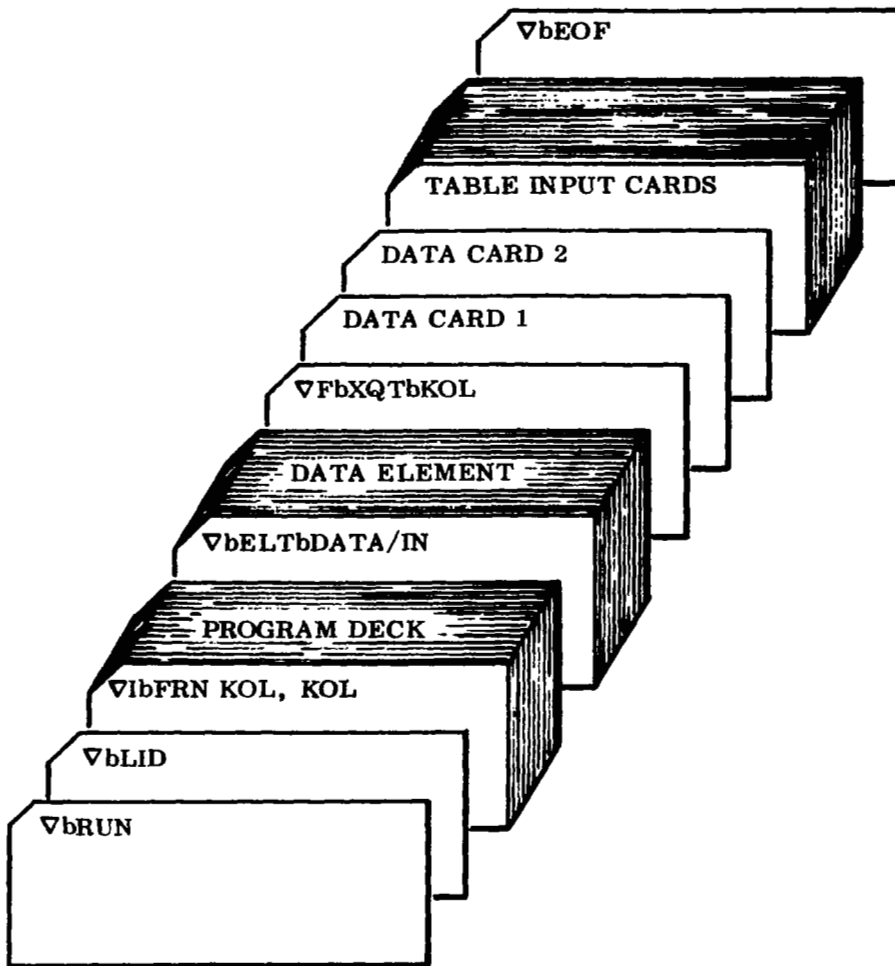 ∇bEOF
TABLE INPUT CARDS
DATA CARD 2
DATA CARD 1
∇FbXQTbKOL
DATA ELEMENT
∇bELTbDATA/IN
PROGRAM DECK
∇IbFRN KOL, KOL
∇bLID
∇bRUN